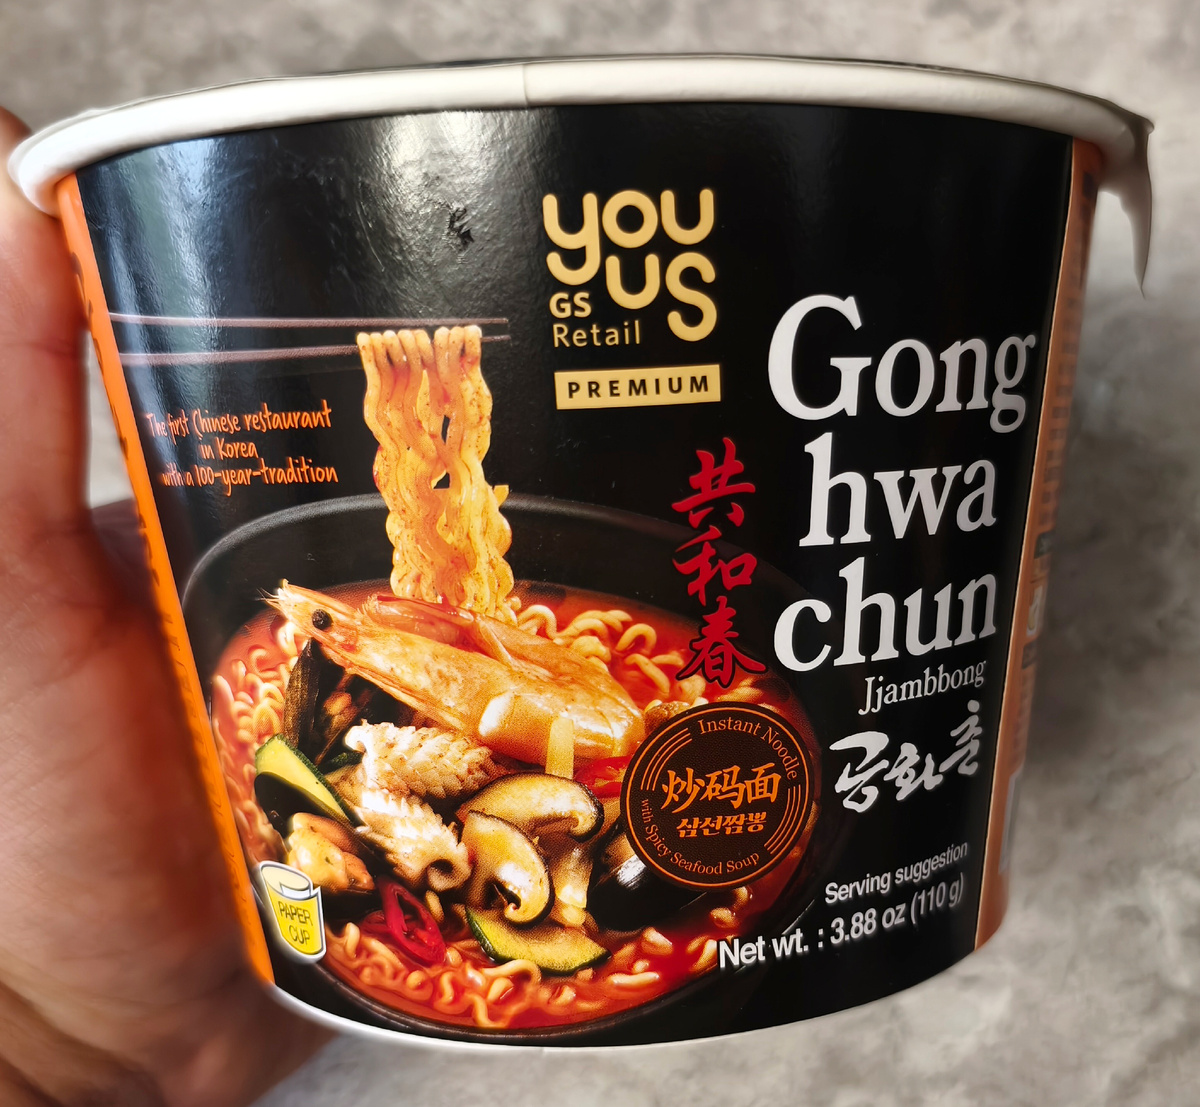 you
us
GS
Retail
PREMIUM
Gong
hwa
chun
Jjambbong
共
和
春
공화춘
The first Chinese restaurant
in Korea
with a 100-year-tradition
Instant Noodle
炒码面
삼선짬뽕
with Spicy Seafood Soup
PAPER
CUP
Serving suggestion
Net wt. : 3.88 oz (110 g)